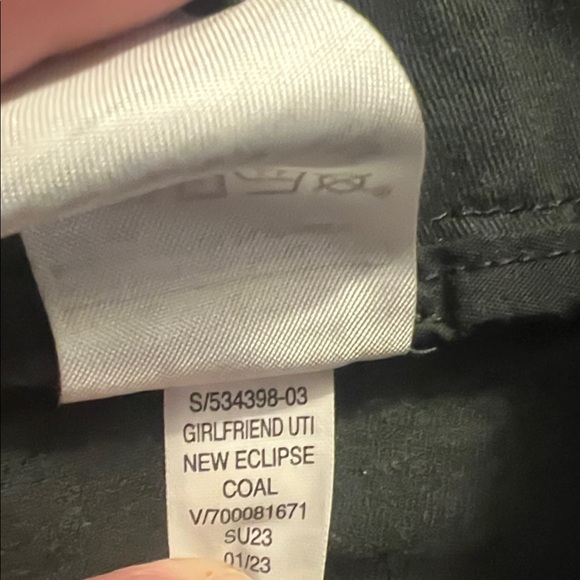 S/534398-03
GIRLFRIEND UTI
NEW ECLIPSE
COAL
V/700081671
SU23
01/23